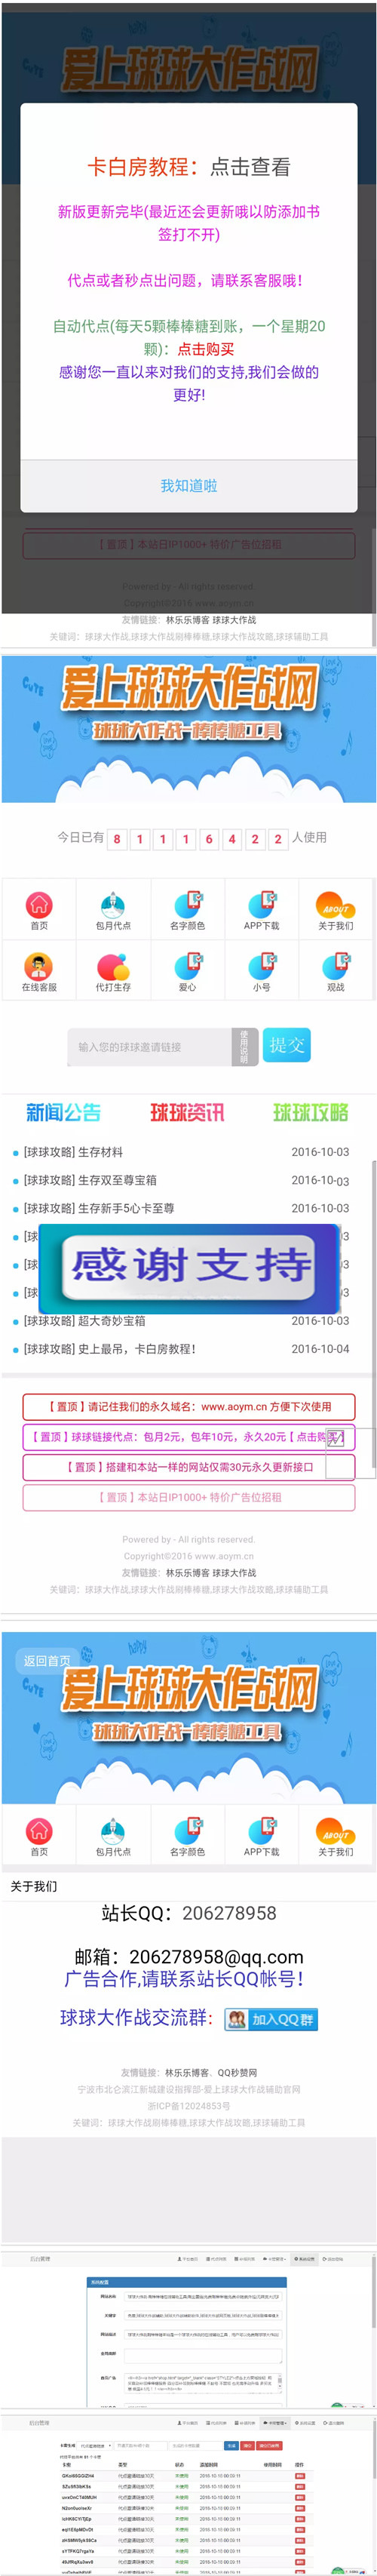 爱上球球大作战网
卡白房教程：点击查看
新版更新完毕(最近还会更新哦以防添加书
签打不开)
代点或者秒点出问题，请联系客服哦！
自动代点(每天5颗棒棒糖到账，一个星期20
颗)：点击购买
感谢您一直以来对我们的支持,我们会做的
更好!
我知道啦
【 置顶 】本站日IP1000+ 特价广告位招租
Powered by - All rights reserved.
Copyright©2016 www.aoym.cn
友情链接：林乐乐博客 球球大作战
关键词：球球大作战,球球大作战刷棒棒糖,球球大作战攻略,球球辅助工具
CUTE
爱上球球大作战网
球球大作战-棒棒糖工具
今日已有 8 1 1 1 6 4 2 2 人使用
首页 包月代点 名字颜色 APP下载 ABOUT 关于我们
在线客服 代打生存 爱心 小号 观战
输入您的球球邀请链接 使用说明 提交
新闻公告 球球资讯 球球攻略
[球球攻略] 生存材料 2016-10-03
[球球攻略] 生存双至尊宝箱 2016-10-03
[球球攻略] 生存新手5心卡至尊 2016-10-03
感谢支持
[球球攻略] 超大奇妙宝箱 2016-10-03
[球球攻略] 史上最吊，卡白房教程！ 2016-10-04
【 置顶 】请记住我们的永久域名：www.aoym.cn 方便下次使用
【 置顶 】球球链接代点：包月2元，包年10元，永久20元【 点击购
【 置顶 】搭建和本站一样的网站仅需30元永久更新接口
【 置顶 】本站日IP1000+ 特价广告位招租
Powered by - All rights reserved.
Copyright©2016 www.aoym.cn
友情链接：林乐乐博客 球球大作战
关键词：球球大作战,球球大作战刷棒棒糖,球球大作战攻略,球球辅助工具
返回首页
CUTE
爱上球球大作战网
球球大作战-棒棒糖工具
首页 包月代点 名字颜色 APP下载 ABOUT 关于我们
关于我们
站长QQ：206278958
邮箱：206278958@qq.com
广告合作,请联系站长QQ帐号！
球球大作战交流群： 加入QQ群
友情链接：林乐乐博客、QQ秒赞网
宁波市北仑滨江新城建设指挥部-爱上球球大作战辅助官网
浙ICP备12024853号
关键词：球球大作战刷棒棒糖,球球大作战攻略,球球辅助工具
后台管理
系统配置
后台管理
卡密 类型 状态 添加时间 使用时间 操作